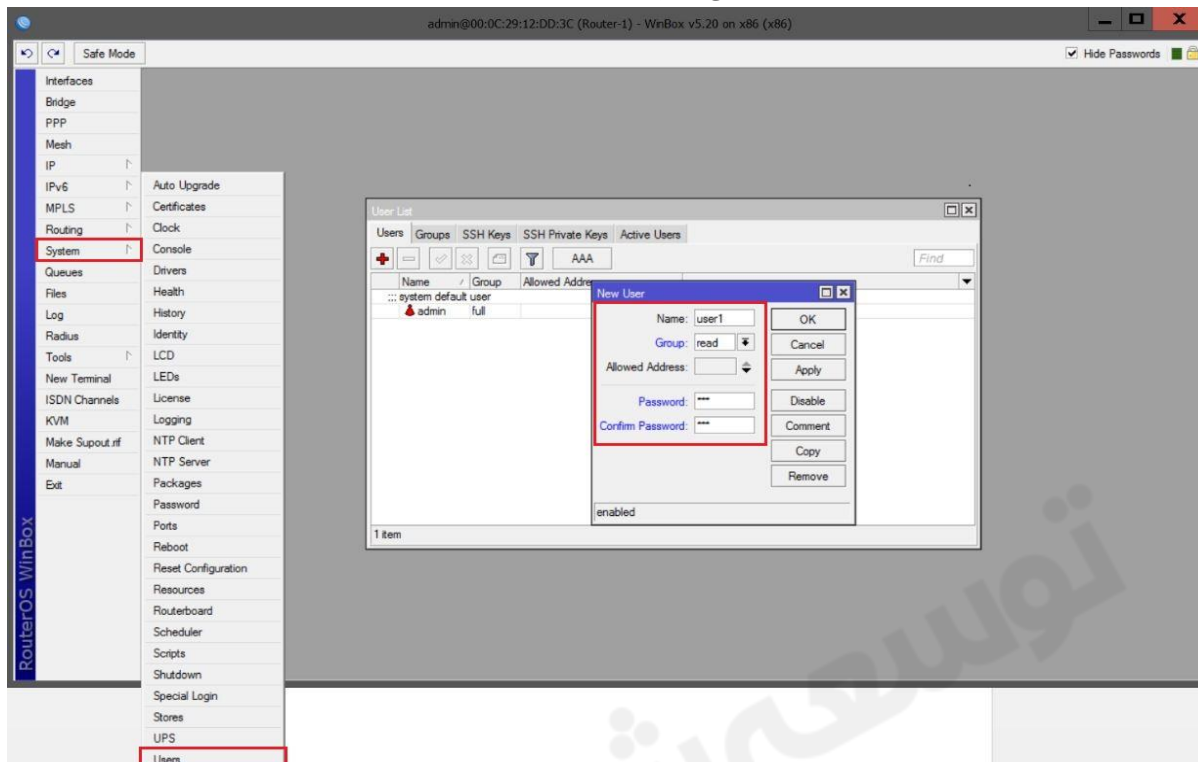 admin@00:0C:29:12:DD:3C (Router-1) - WinBox v5.20 on x86 (x86)
Safe Mode
Hide Passwords
Interfaces
Bridge
PPP
Mesh
IP
IPv6
MPLS
Routing
System
Queues
Files
Log
Radius
Tools
New Terminal
ISDN Channels
KVM
Make Supout.rif
Manual
Exit
RouterOS WinBox
Auto Upgrade
Certificates
Clock
Console
Drivers
Health
History
Identity
LCD
LEDs
License
Logging
NTP Client
NTP Server
Packages
Password
Ports
Reboot
Reset Configuration
Resources
Routerboard
Scheduler
Scripts
Shutdown
Special Login
Stores
UPS
Users
User List
Users Groups SSH Keys SSH Private Keys Active Users
AAA Find
Name / Group Allowed Addre
;;; system default user
admin full
1 item
New User
Name: user1
Group: read
Allowed Address:
Password: ***
Confirm Password: ***
OK
Cancel
Apply
Disable
Comment
Copy
Remove
enabled